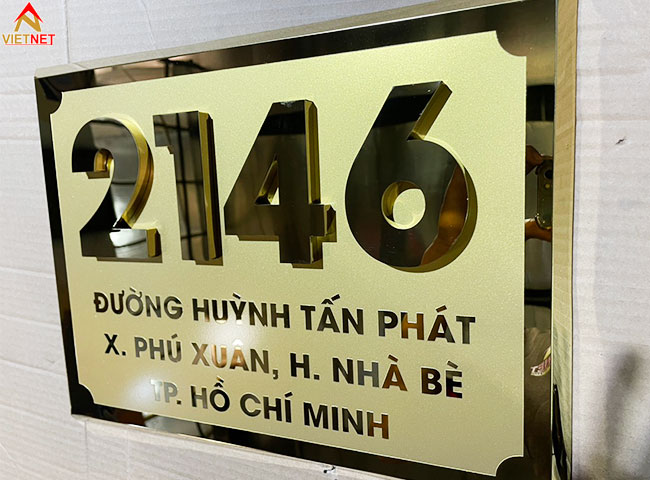 VIETNET
2146
ĐƯỜNG HUỲNH TẤN PHÁT
X. PHÚ XUÂN, H. NHÀ BÈ
TP. HỒ CHÍ MINH